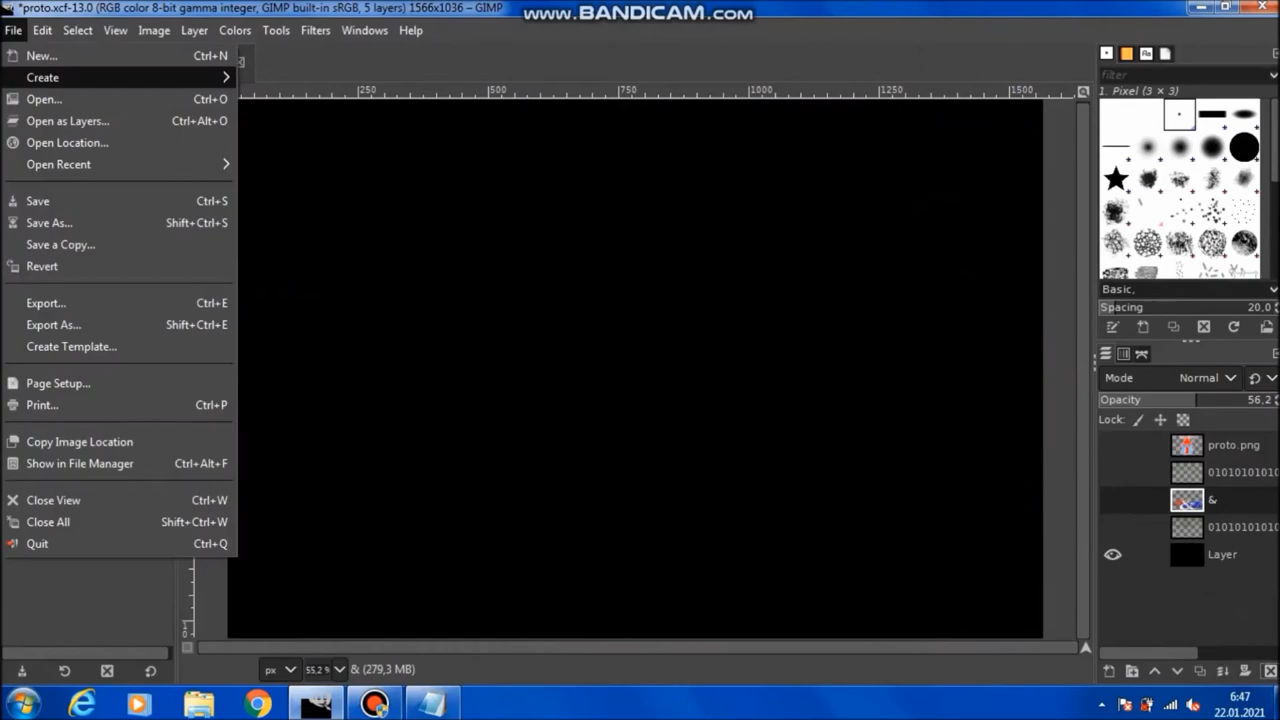 *proto.xcf-13.0 (RGB color 8-bit gamma integer, GIMP built-in sRGB, 5 layers) 1566x1036 – GIMP
www.BANDICAM.com
File Edit Select View Image Layer Colors Tools Filters Windows Help
New... Ctrl+N
Create
Open... Ctrl+O
Open as Layers... Ctrl+Alt+O
Open Location...
Open Recent
Save Ctrl+S
Save As... Shift+Ctrl+S
Save a Copy...
Revert
Export... Ctrl+E
Export As... Shift+Ctrl+E
Create Template...
Page Setup...
Print... Ctrl+P
Copy Image Location
Show in File Manager Ctrl+Alt+F
Close View Ctrl+W
Close All Shift+Ctrl+W
Quit Ctrl+Q
250 500 750 1000 1250 1500
filter
1. Pixel (3 × 3)
Basic,
Spacing 20,0
Mode Normal
Opacity 56,2
Lock:
proto.png
0101010101
&
0101010101
Layer
px 55,2 % & (279,3 MB)
6:47
22.01.2021